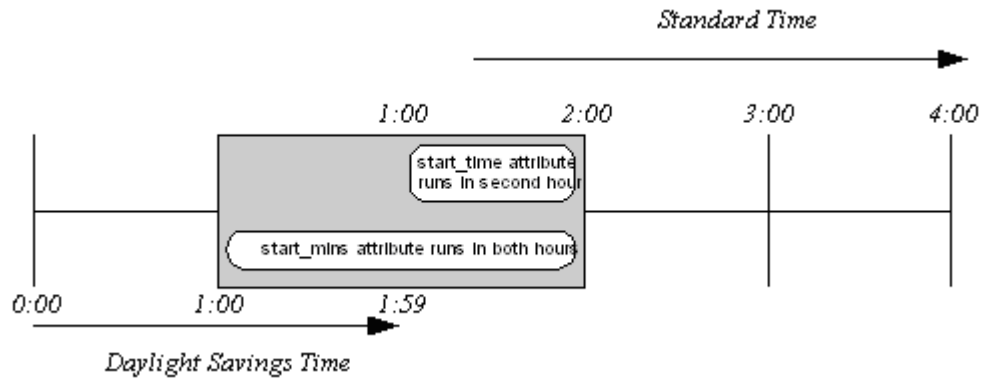 Standard Time
1:00 2:00 3:00 4:00
start_time attribute
runs in second hour
start_mins attribute runs in both hours
0:00 1:00 1:59
Daylight Savings Time